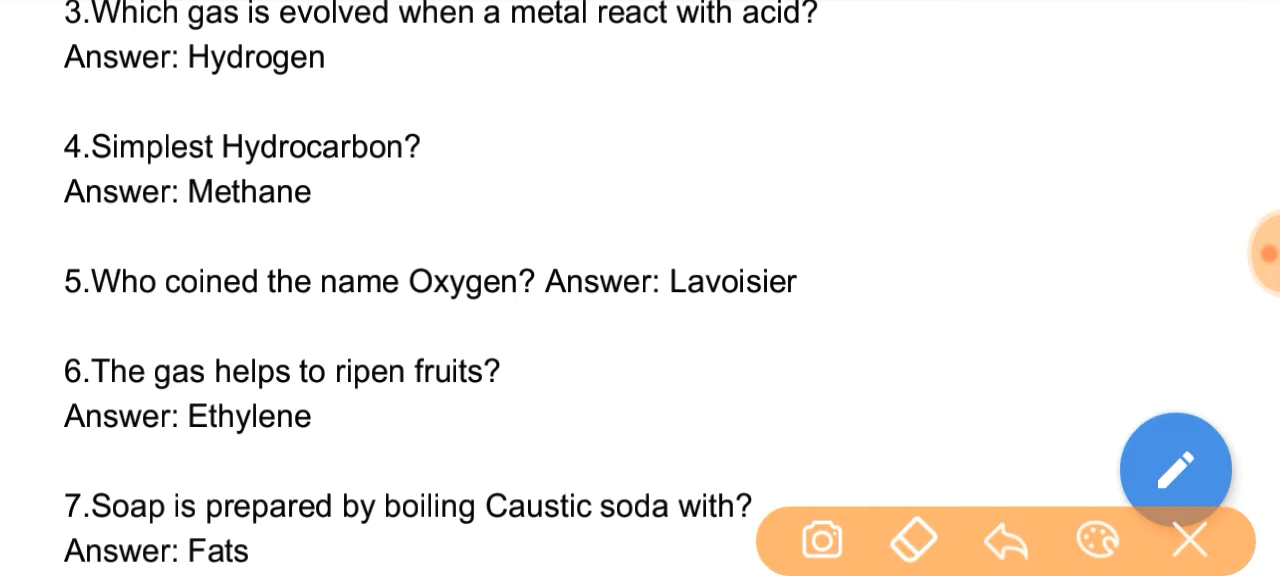 3.Which gas is evolved when a metal react with acid?
Answer: Hydrogen
4.Simplest Hydrocarbon?
Answer: Methane
5.Who coined the name Oxygen? Answer: Lavoisier
6.The gas helps to ripen fruits?
Answer: Ethylene
7.Soap is prepared by boiling Caustic soda with?
Answer: Fats